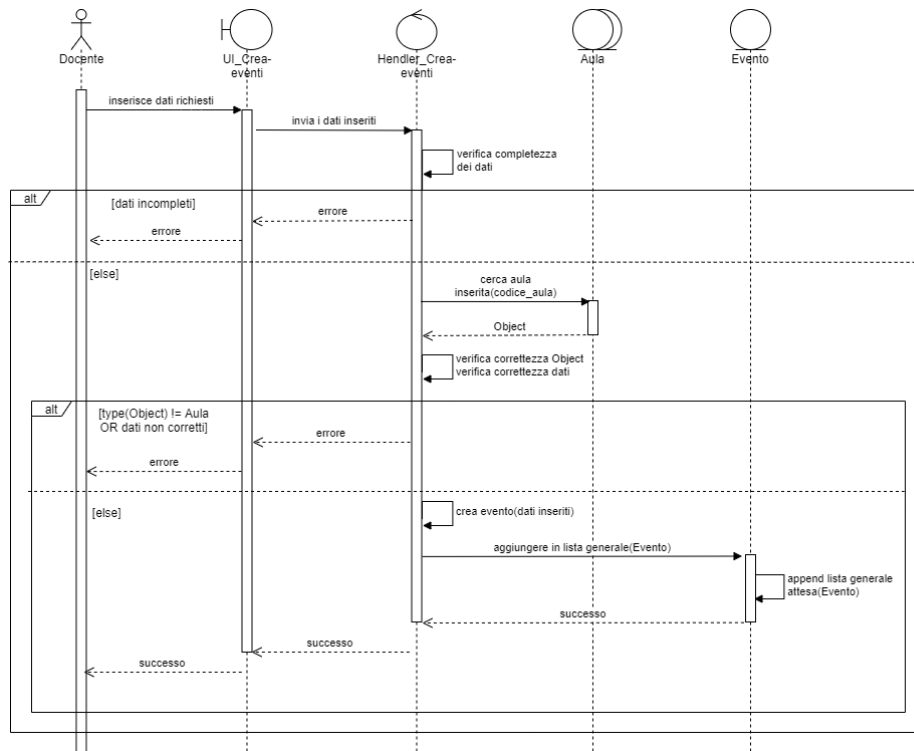 Docente
UI_Crea-
eventi
Hendler_Crea-
eventi
Aula
Evento
inserisce dati richiesti
invia i dati inseriti
verifica completezza
dei dati
alt
[dati incompleti]
errore
errore
[else]
cerca aula
inserita(codice_aula)
Object
verifica correttezza Object
verifica correttezza dati
alt
[type(Object) != Aula
OR dati non corretti]
errore
errore
[else]
crea evento(dati inseriti)
aggiungere in lista generale(Evento)
append lista generale
attesa(Evento)
successo
successo
successo